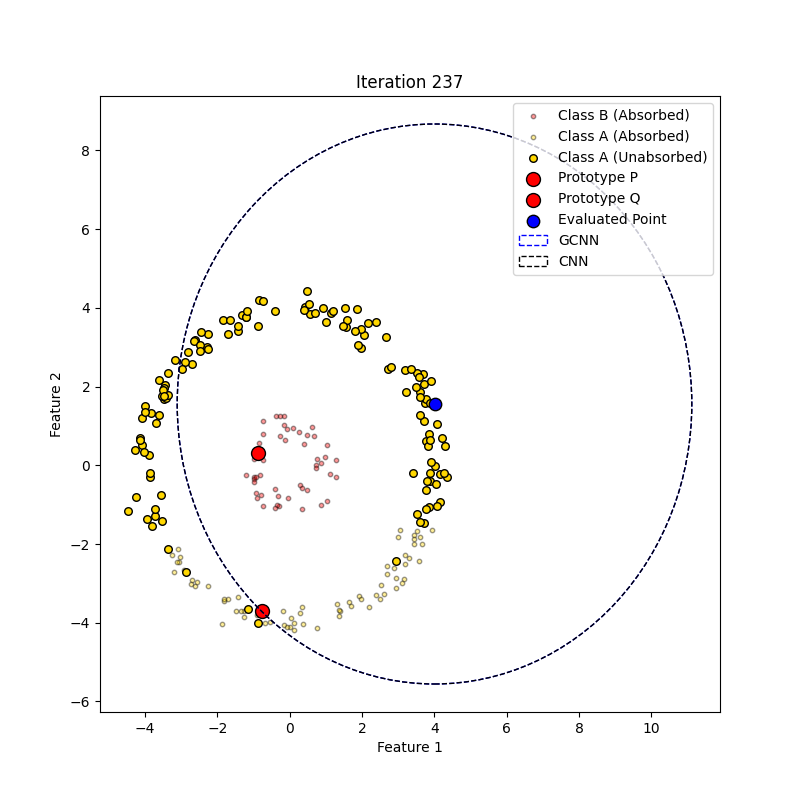 Iteration 237
Class B (Absorbed)
Class A (Absorbed)
Class A (Unabsorbed)
Prototype P
Prototype Q
Evaluated Point
GCNN
CNN
8
6
4
2
0
−2
−4
−6
Feature 2
−4 −2 0 2 4 6 8 10
Feature 1